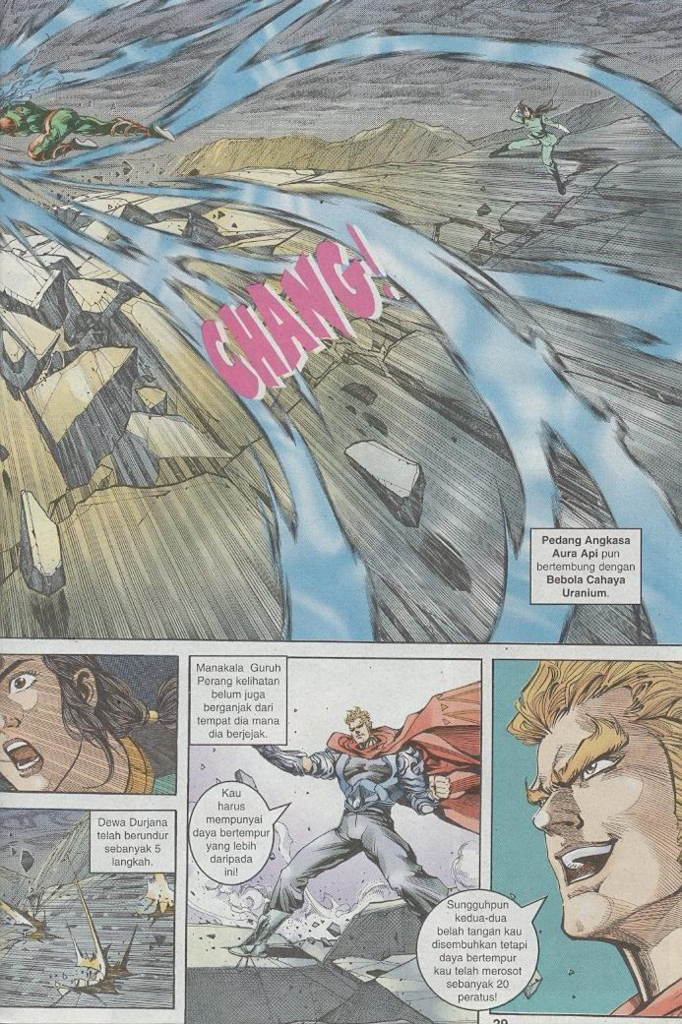 CHANG!
Pedang Angkasa
Aura Api pun
bertembung dengan
Bebola Cahaya
Uranium.
Manakala Guruh
Perang kelihatan
belum juga
berganjak dari
tempat dia mana
dia berjejak.
Kau
harus
mempunyai
daya bertempur
yang lebih
daripada
ini!
Dewa Durjana
telah berundur
sebanyak 5
langkah.
Sungguhpun
kedua-dua
belah tangan kau
disembuhkan tetapi
daya bertempur
kau telah merosot
sebanyak 20
peratus!